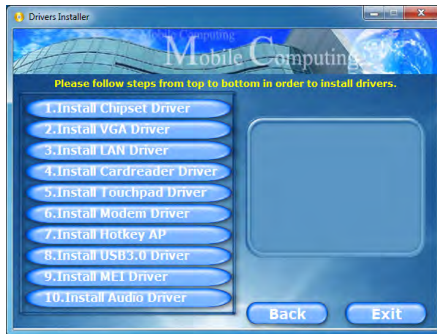 Drivers Installer
Mobile Computing
Mobile Computing
Please follow steps from top to bottom in order to install drivers.
1.Install Chipset Driver
2.Install VGA Driver
3.Install LAN Driver
4.Install Cardreader Driver
5.Install Touchpad Driver
6.Install Modem Driver
7.Install Hotkey AP
8.Install USB3.0 Driver
9.Install MEI Driver
10.Install Audio Driver
Back
Exit